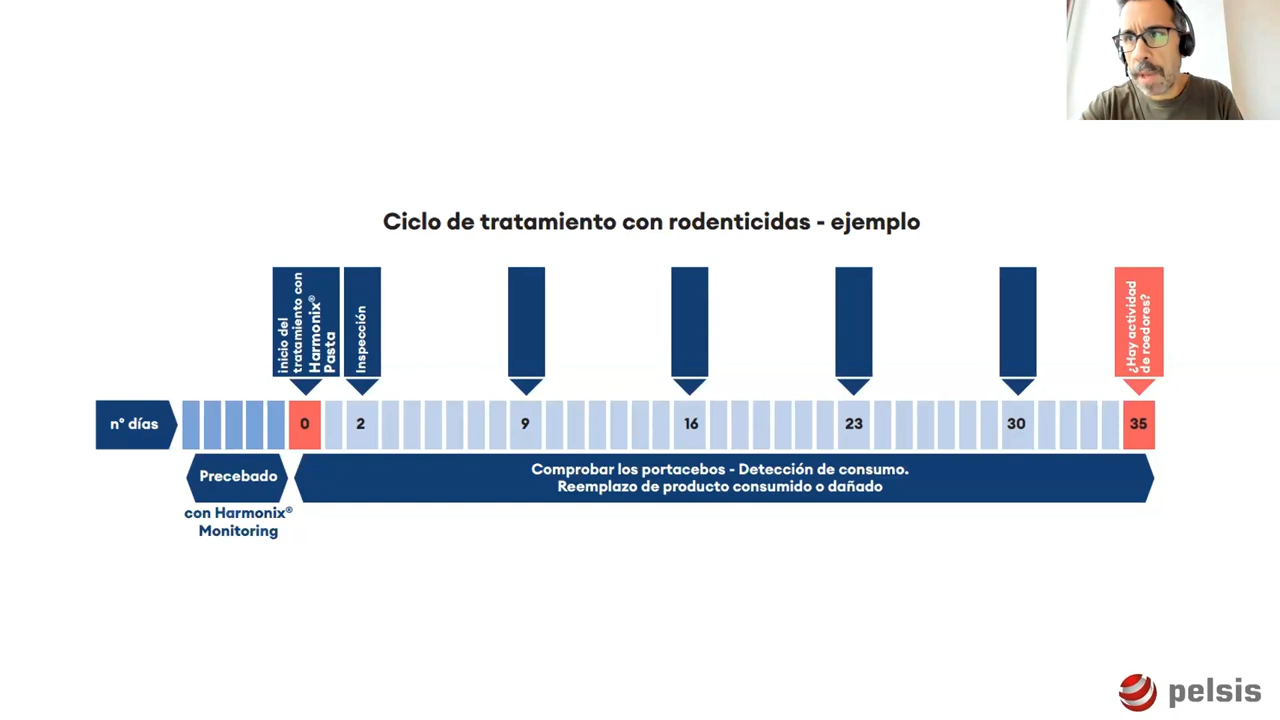 Ciclo de tratamiento con rodenticidas - ejemplo
inicio del
tratamiento con
Harmonix®
Pasta
Inspección
¿Hay actividad
de roedores?
n° días
0
2
9
16
23
30
35
Precebado
Comprobar los portacebos - Detección de consumo.
Reemplazo de producto consumido o dañado
con Harmonix®
Monitoring
pelsis